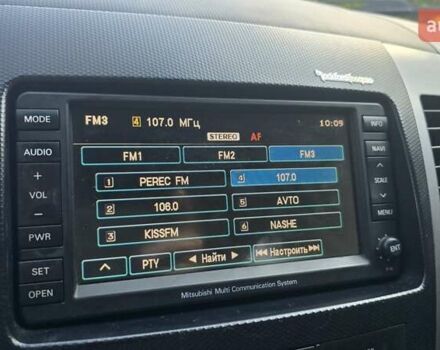 rockford fosgate
MODE
FM3 4 107.0 МГц 10:09
INFO
STEREO AF
AUDIO
FM1 FM2 FM3
NAVI
1 PEREC FM 4 107.0
+
VOL
-
SCALE
2 106.0 5 AVTO
MENU
3 KISSFM 6 NASHE
PWR
ENT
PTY Найти Настроить
SET
OPEN
Mitsubishi Multi Communication System